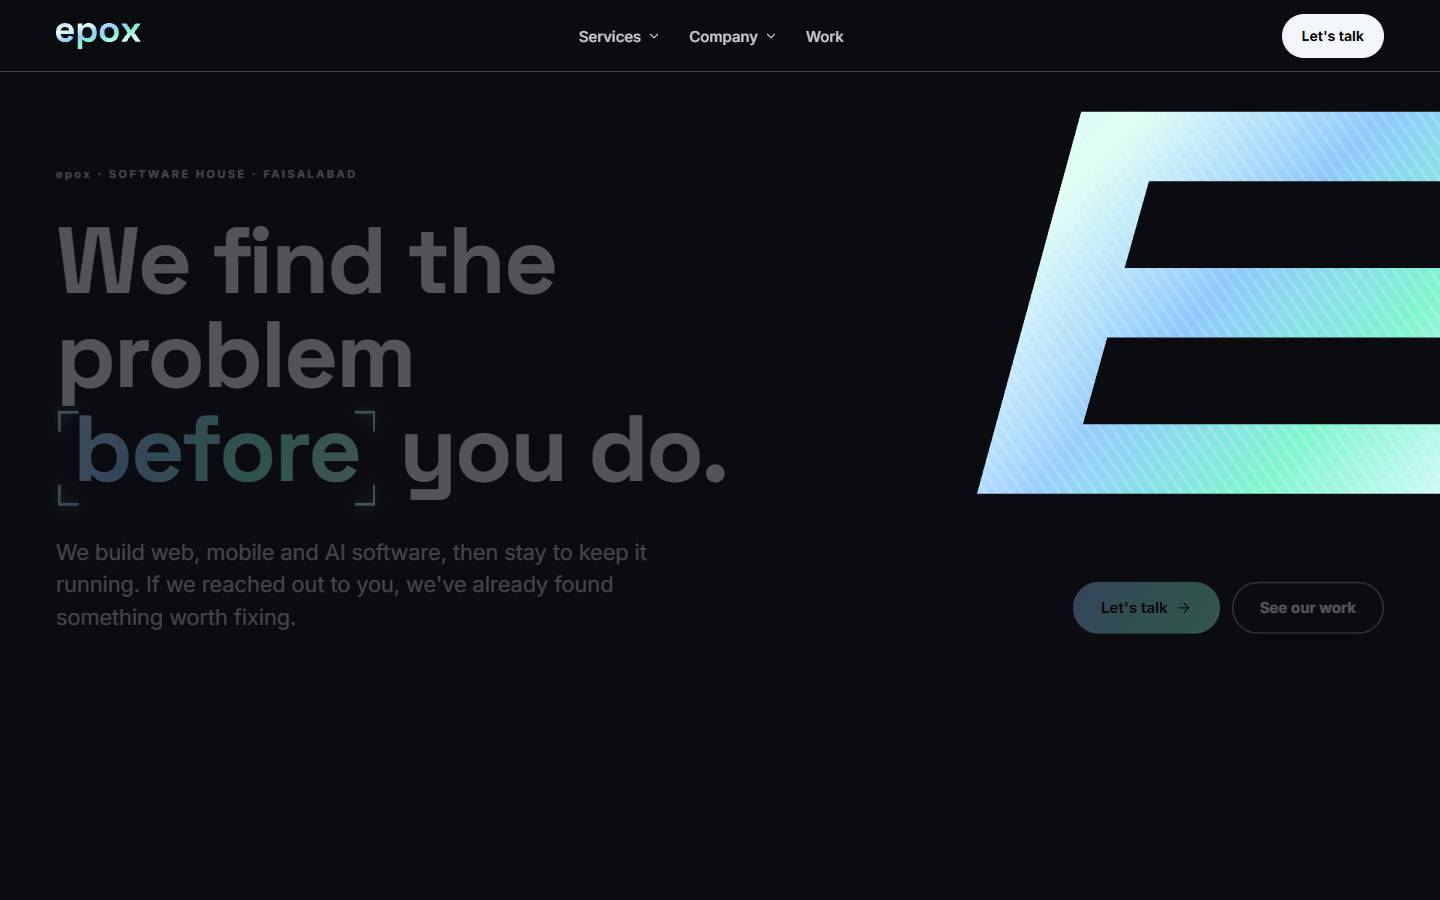 epox
Services
Company
Work
Let's talk
epox · SOFTWARE HOUSE · FAISALABAD
We find the
problem
before you do.
We build web, mobile and AI software, then stay to keep it
running. If we reached out to you, we've already found
something worth fixing.
Let's talk →
See our work
E